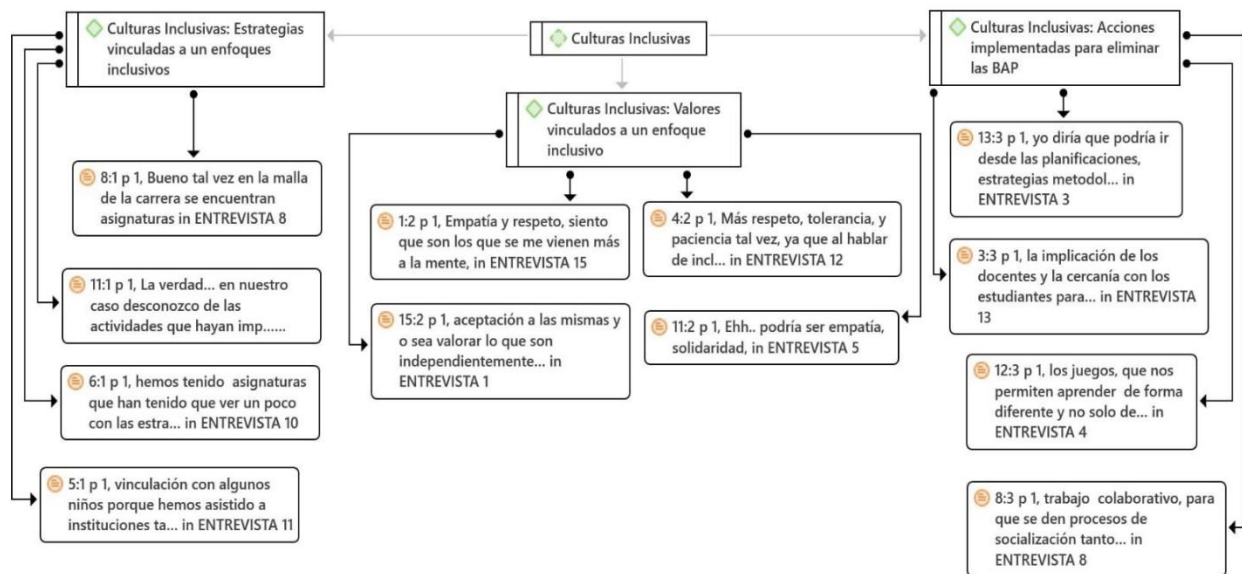 Culturas Inclusivas: Estrategias
vinculadas a un enfoques
inclusivos
Culturas Inclusivas
Culturas Inclusivas: Acciones
implementadas para eliminar
las BAP
Culturas Inclusivas: Valores
vinculados a un enfoque
inclusivo
8:1 p 1, Bueno tal vez en la malla
de la carrera se encuentran
asignaturas in ENTREVISTA 8
11:1 p 1, La verdad... en nuestro
caso desconozco de las
actividades que hayan imp......
6:1 p 1, hemos tenido asignaturas
que han tenido que ver un poco
con las estra... in ENTREVISTA 10
5:1 p 1, vinculación con algunos
niños porque hemos asistido a
instituciones ta... in ENTREVISTA 11
1:2 p 1, Empatía y respeto, siento
que son los que se me vienen más
a la mente, in ENTREVISTA 15
4:2 p 1, Más respeto, tolerancia, y
paciencia tal vez, ya que al hablar
de incl... in ENTREVISTA 12
15:2 p 1, aceptación a las mismas y
o sea valorar lo que son
independientemente... in
ENTREVISTA 1
11:2 p 1, Ehh.. podría ser empatía,
solidaridad, in ENTREVISTA 5
13:3 p 1, yo diría que podría ir
desde las planificaciones,
estrategias metodol... in
ENTREVISTA 3
3:3 p 1, la implicación de los
docentes y la cercanía con los
estudiantes para... in ENTREVISTA
13
12:3 p 1, los juegos, que nos
permiten aprender de forma
diferente y no solo de... in
ENTREVISTA 4
8:3 p 1, trabajo colaborativo, para
que se den procesos de
socialización tanto... in
ENTREVISTA 8